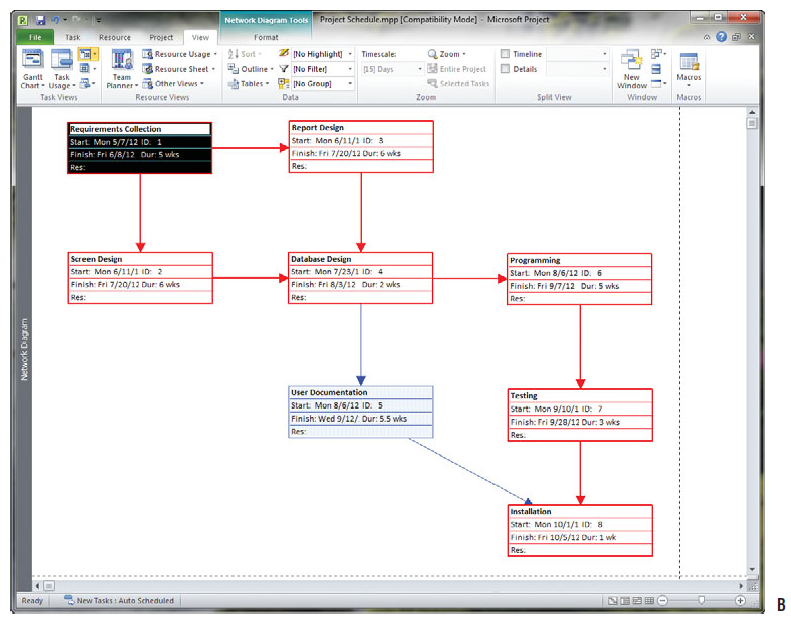 Network Diagram Tools
Project Schedule.mpp [Compatibility Mode] - Microsoft Project
File Task Resource Project View Format
Gantt Chart Task Usage
Task Views
Team Planner
Resource Usage
Resource Sheet
Other Views
Resource Views
Sort
Outline
Tables
[No Highlight]
[No Filter]
[No Group]
Data
Timescale:
[15] Days
Zoom
Entire Project
Selected Tasks
Zoom
Timeline
Details
Split View
New Window
Window
Macros
Macros
Network Diagram
Requirements Collection
Start: Mon 5/7/12 ID: 1
Finish: Fri 6/8/12 Dur: 5 wks
Res:
Report Design
Start: Mon 6/11/1 ID: 3
Finish: Fri 7/20/12 Dur: 6 wks
Res:
Screen Design
Start: Mon 6/11/1 ID: 2
Finish: Fri 7/20/12 Dur: 6 wks
Res:
Database Design
Start: Mon 7/23/1 ID: 4
Finish: Fri 8/3/12 Dur: 2 wks
Res:
Programming
Start: Mon 8/6/12 ID: 6
Finish: Fri 9/7/12 Dur: 5 wks
Res:
User Documentation
Start: Mon 8/6/12 ID: 5
Finish: Wed 9/12/ Dur: 5.5 wks
Res:
Testing
Start: Mon 9/10/1 ID: 7
Finish: Fri 9/28/12 Dur: 3 wks
Res:
Installation
Start: Mon 10/1/1 ID: 8
Finish: Fri 10/5/12 Dur: 1 wk
Res:
Ready New Tasks : Auto Scheduled
B